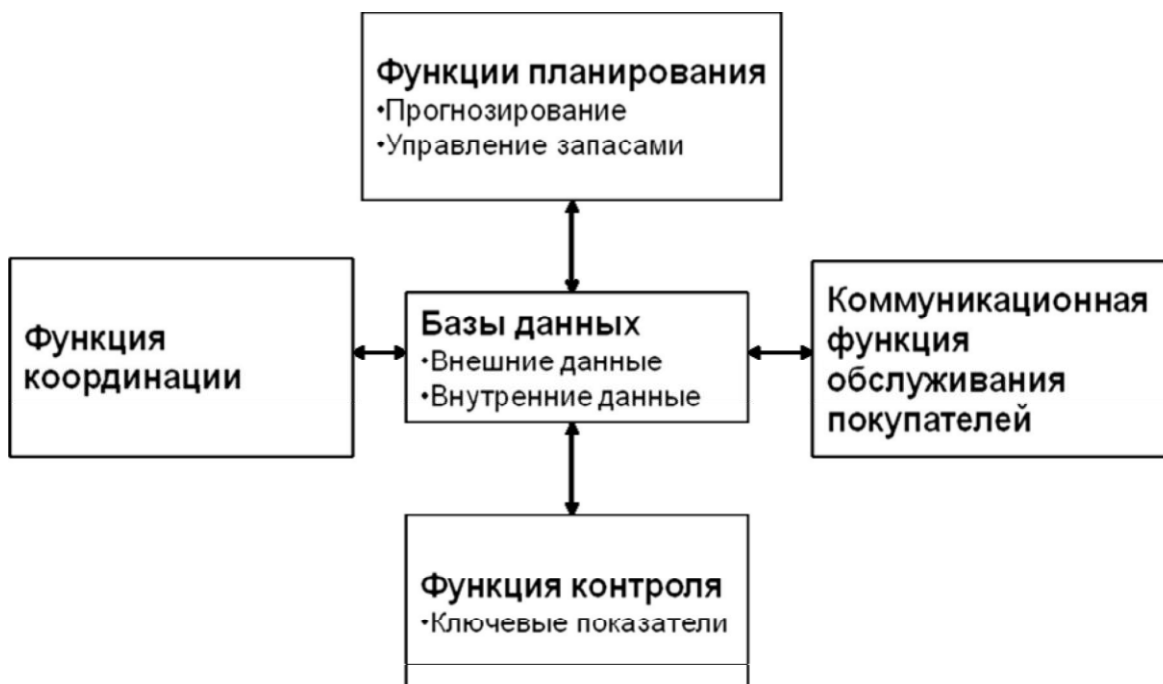 Функции планирования
•Прогнозирование
•Управление запасами
Функция
координации
Базы данных
•Внешние данные
•Внутренние данные
Коммуникационная
функция
обслуживания
покупателей
Функция контроля
•Ключевые показатели